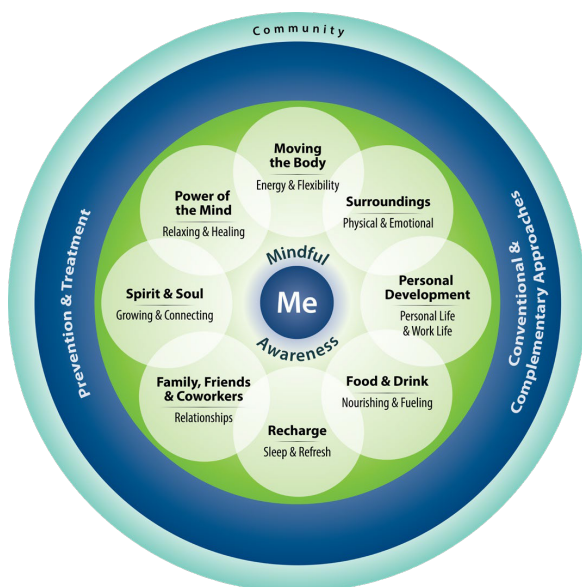 Community
Prevention & Treatment
Conventional &
Complementary Approaches
Moving
the Body
Energy & Flexibility
Surroundings
Physical & Emotional
Personal
Development
Personal Life
& Work Life
Food & Drink
Nourishing & Fueling
Recharge
Sleep & Refresh
Family, Friends
& Coworkers
Relationships
Spirit & Soul
Growing & Connecting
Power of
the Mind
Relaxing & Healing
Mindful
Me
Awareness